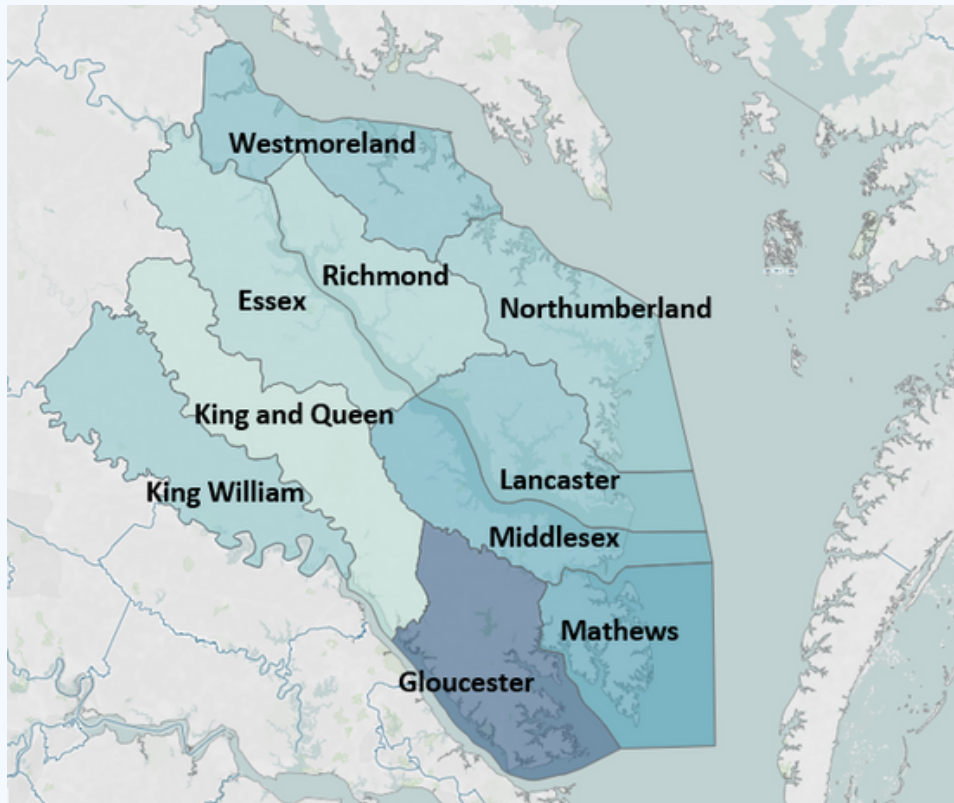 Westmoreland
Richmond
Essex
Northumberland
King and Queen
Lancaster
King William
Middlesex
Mathews
Gloucester